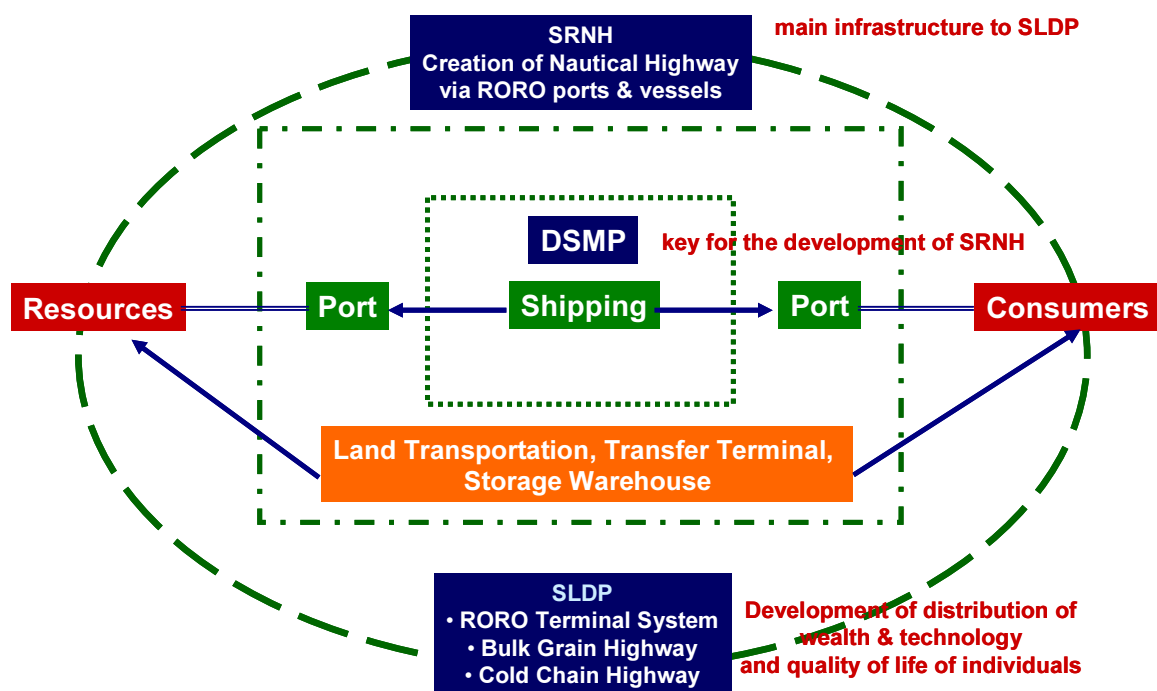 main infrastructure to SLDP
SRNH
Creation of Nautical Highway
via RORO ports & vessels
DSMP
key for the development of SRNH
Resources
Port
Shipping
Port
Consumers
Land Transportation, Transfer Terminal,
Storage Warehouse
SLDP
• RORO Terminal System
• Bulk Grain Highway
• Cold Chain Highway
Development of distribution of
wealth & technology
and quality of life of individuals